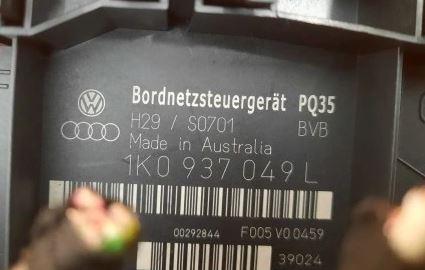 Bordnetzsteuergerät PQ35
H29 / S0701 BVB
Made in Australia
1K0 937 049 L
00292844 F005 V0 0459
39024